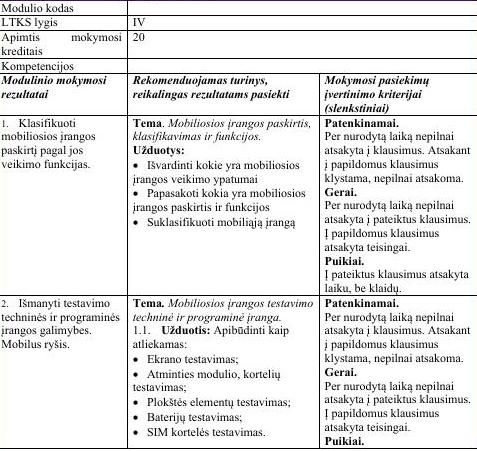 Modulio kodas
LTKS lygis IV
Apimtis mokymosi 20
kreditais
Kompetencijos
Modulinio mokymosi
rezultatai
Rekomenduojamas turinys,
reikalingas rezultatams pasiekti
Mokymosi pasiekimų
įvertinimo kriterijai
(slenkstiniai)
1. Klasifikuoti
mobiliosios įrangos
paskirtį pagal jos
veikimo funkcijas.
Tema. Mobiliosios įrangos paskirtis,
klasifikavimas ir funkcijos.
Užduotys:
• Išvardinti kokie yra mobiliosios
įrangos veikimo ypatumai
• Papasakoti kokia yra mobiliosios
įrangos paskirtis ir funkcijos
• Suklasifikuoti mobiliąją įrangą
Patenkinamai.
Per nurodytą laiką nepilnai
atsakyta į klausimus. Atsakant
į papildomus klausimus
klystama, nepilnai atsakoma.
Gerai.
Per nurodytą laiką nepilnai
atsakyta į pateiktus klausimus.
Į papildomus klausimus
atsakyta teisingai.
Puikiai.
Į pateiktus klausimus atsakyta
laiku, be klaidų.
2. Išmanyti testavimo
techninės ir programinės
įrangos galimybes.
Mobilus ryšis.
Tema. Mobiliosios įrangos testavimo
techninė ir programinė įranga.
1.1. Užduotis: Apibūdinti kaip
atliekamas:
• Ekrano testavimas;
• Atminties modulio, kortelių
testavimas;
• Plokštės elementų testavimas;
• Baterijų testavimas;
• SIM kortelės testavimas.
Patenkinamai.
Per nurodytą laiką nepilnai
atsakyta į klausimus. Atsakant
į papildomus klausimus
klystama, nepilnai atsakoma.
Gerai.
Per nurodytą laiką nepilnai
atsakyta į pateiktus klausimus.
Į papildomus klausimus
atsakyta teisingai.
Puikiai.